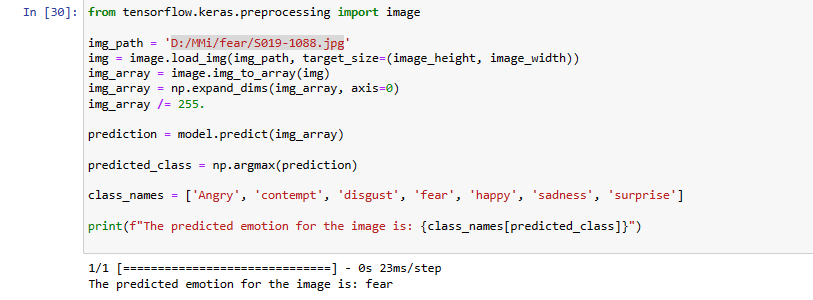 In [30]: from tensorflow.keras.preprocessing import image
img_path = 'D:/MMi/fear/S019-1088.jpg'
img = image.load_img(img_path, target_size=(image_height, image_width))
img_array = image.img_to_array(img)
img_array = np.expand_dims(img_array, axis=0)
img_array /= 255.
prediction = model.predict(img_array)
predicted_class = np.argmax(prediction)
class_names = ['Angry', 'contempt', 'disgust', 'fear', 'happy', 'sadness', 'surprise']
print(f"The predicted emotion for the image is: {class_names[predicted_class]}")
1/1 [==============================] - 0s 23ms/step
The predicted emotion for the image is: fear